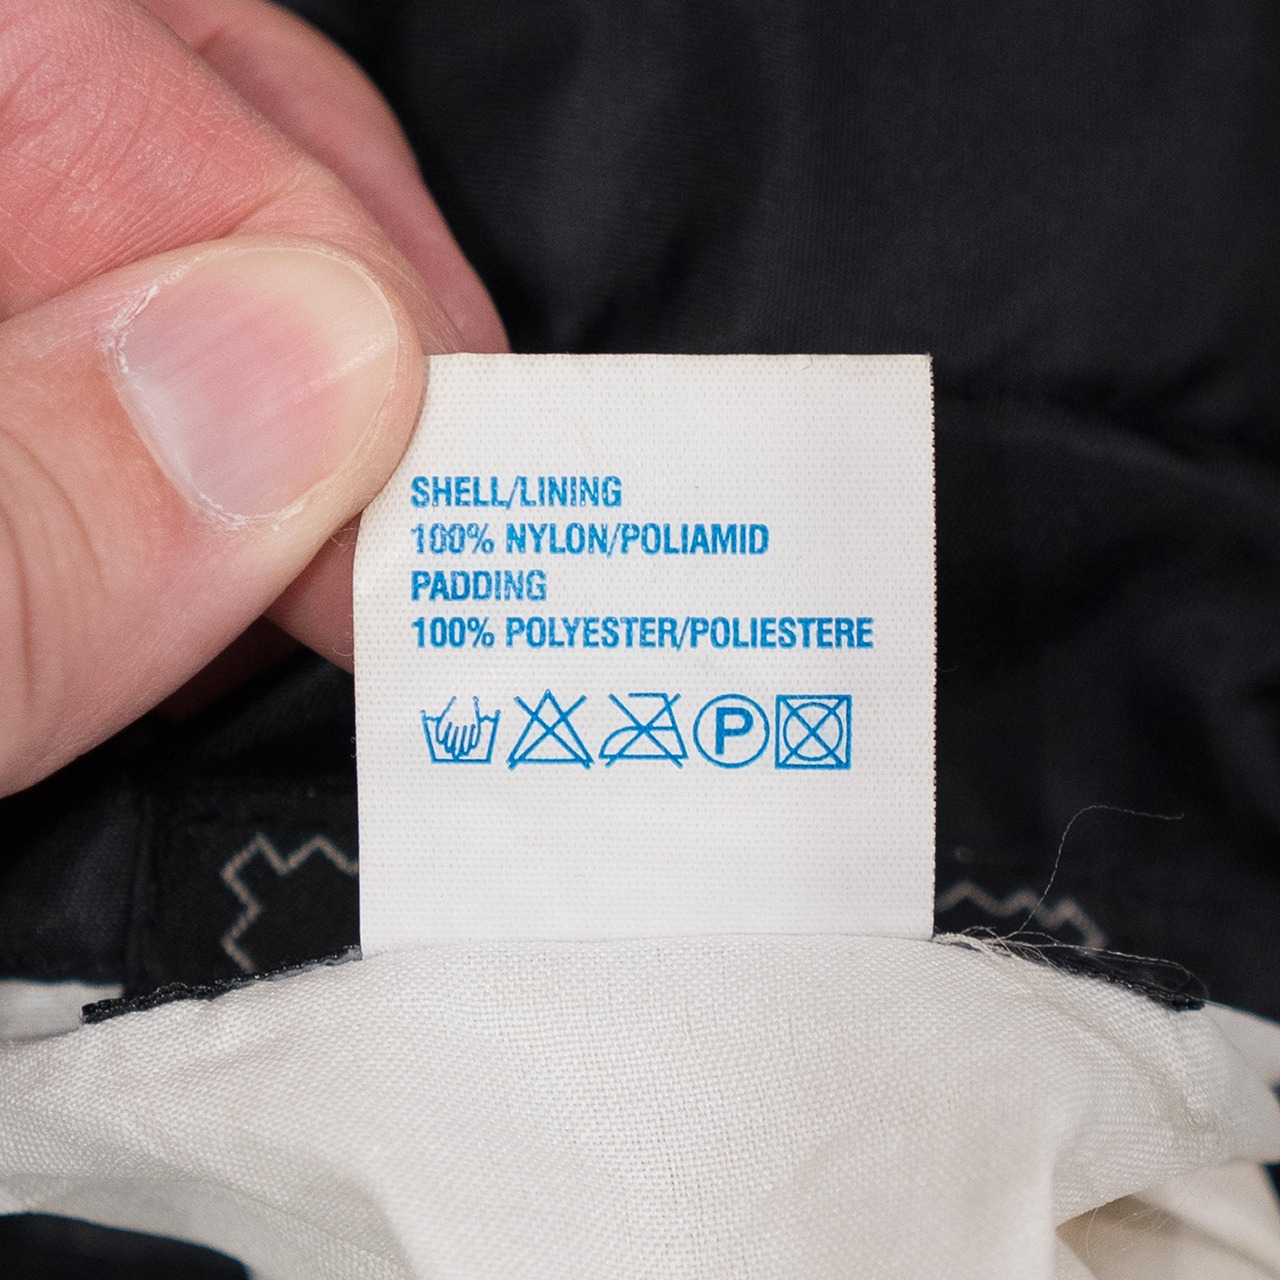 SHELL/LINING
100% NYLON/POLIAMID
PADDING
100% POLYESTER/POLIESTERE
P